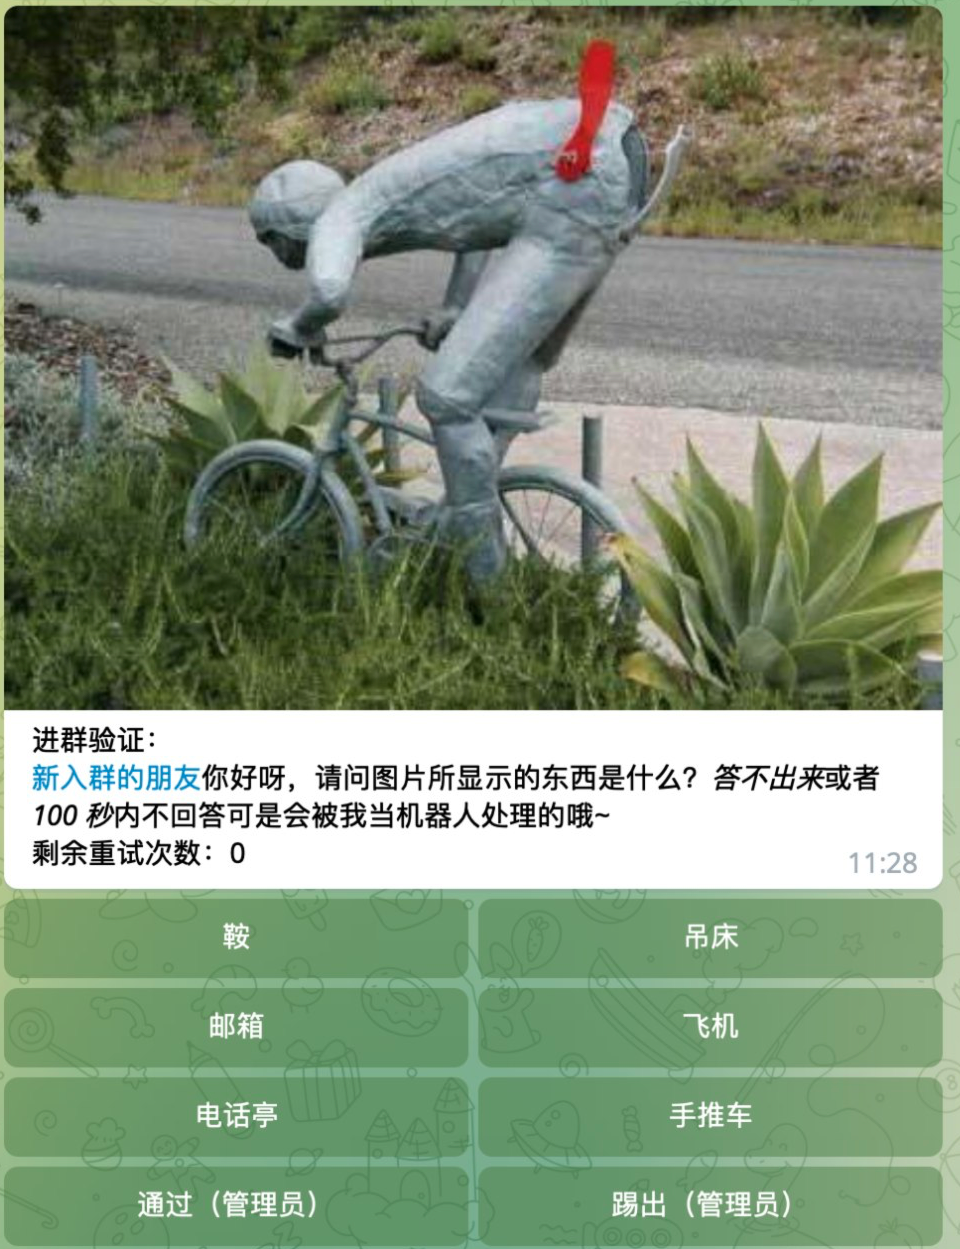 进群验证：
新入群的朋友你好呀，请问图片所显示的东西是什么？答不出来或者
100 秒内不回答可是会被我当机器人处理的哦~
剩余重试次数：0
11:28
鞍
吊床
邮箱
飞机
电话亭
手推车
通过（管理员）
踢出（管理员）